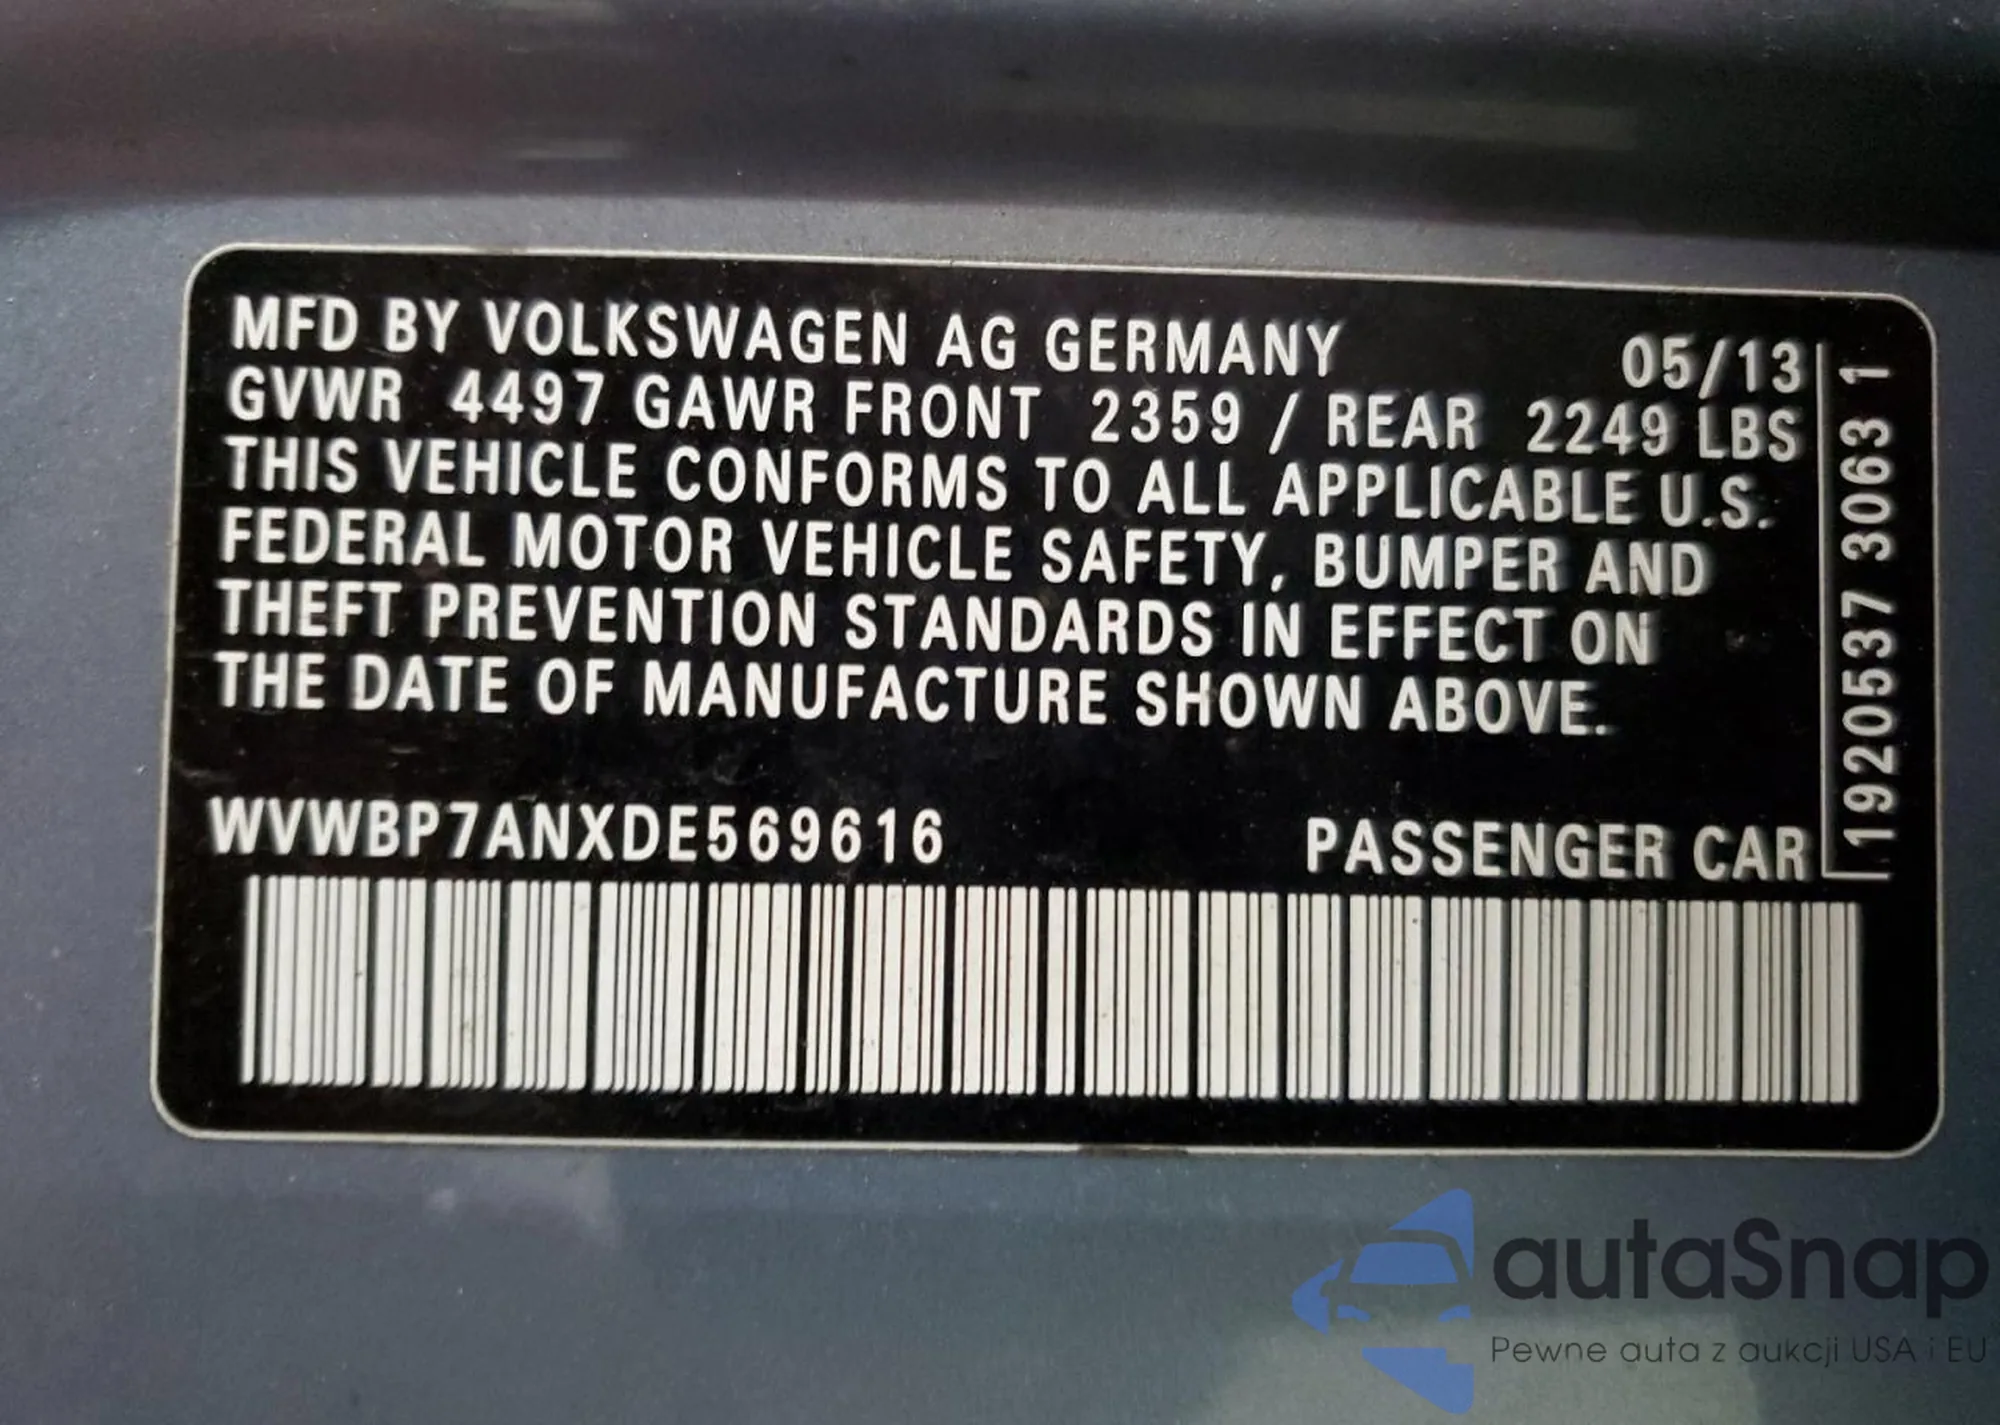 MFD BY VOLKSWAGEN AG GERMANY 05/13
GVWR 4497 GAWR FRONT 2359 / REAR 2249 LBS
THIS VEHICLE CONFORMS TO ALL APPLICABLE U.S.
FEDERAL MOTOR VEHICLE SAFETY, BUMPER AND
THEFT PREVENTION STANDARDS IN EFFECT ON
THE DATE OF MANUFACTURE SHOWN ABOVE.
WVWBP7ANXDE569616 PASSENGER CAR
1920537 3063 1
autaSnap
Pewne auta z aukcji USA i EU